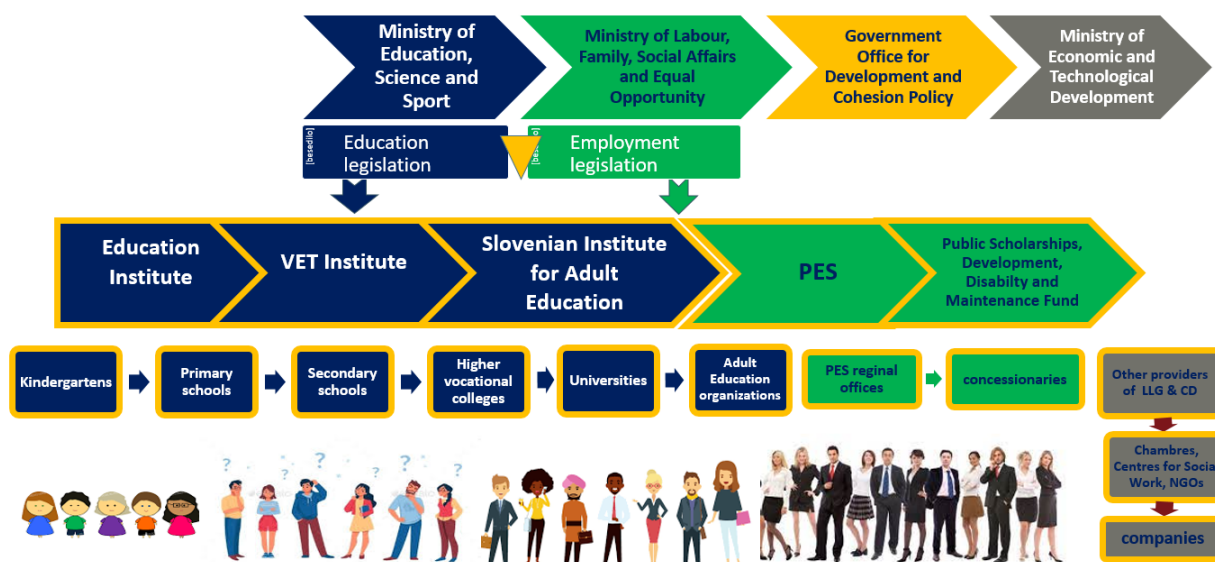 Ministry of
Education,
Science and
Sport
Ministry of Labour,
Family, Social Affairs
and Equal
Opportunity
Government
Office for
Development and
Cohesion Policy
Ministry of
Economic and
Technological
Development
[besedilo]
Education
legislation
Employment
legislation
Education
Institute
VET Institute
Slovenian Institute
for Adult
Education
PES
Public Scholarships,
Development,
Disabilty and
Maintenance Fund
Kindergartens
Primary
schools
Secondary
schools
Higher
vocational
colleges
Universities
Adult
Education
organizations
PES reginal
offices
concessionaries
Other providers
of LLG & CD
Chambres,
Centres for Social
Work, NGOs
companies
? ? ? ? ?